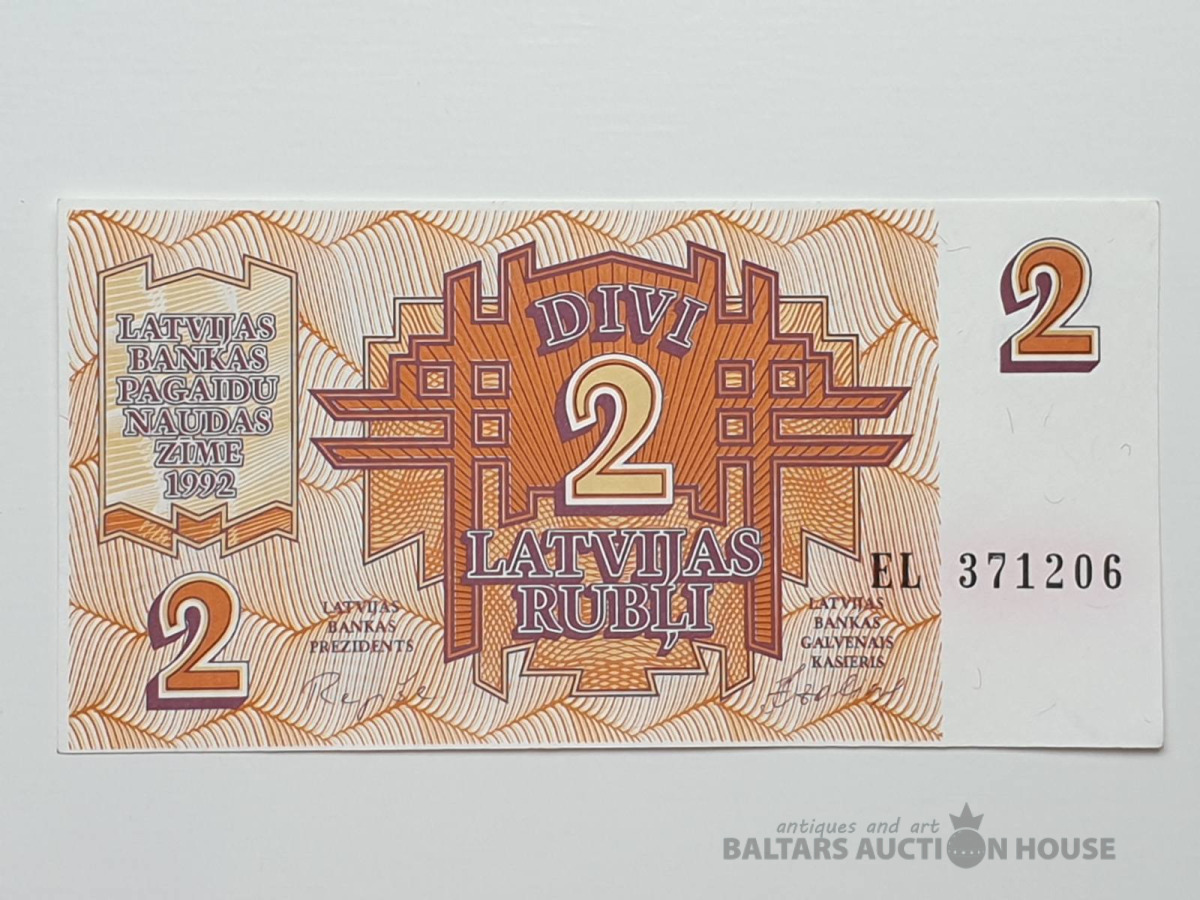 LATVIJAS
BANKAS
PAGAIDU
NAUDAS
ZĪME
1992
2
DIVI
2
LATVIJAS
RUBĻI
LATVIJAS
BANKAS
PREZIDENTS
LATVIJAS
BANKAS
GALVENAIS
KASIERIS
2
EL 371206
antiques and art
BALTARS AUCTION HOUSE